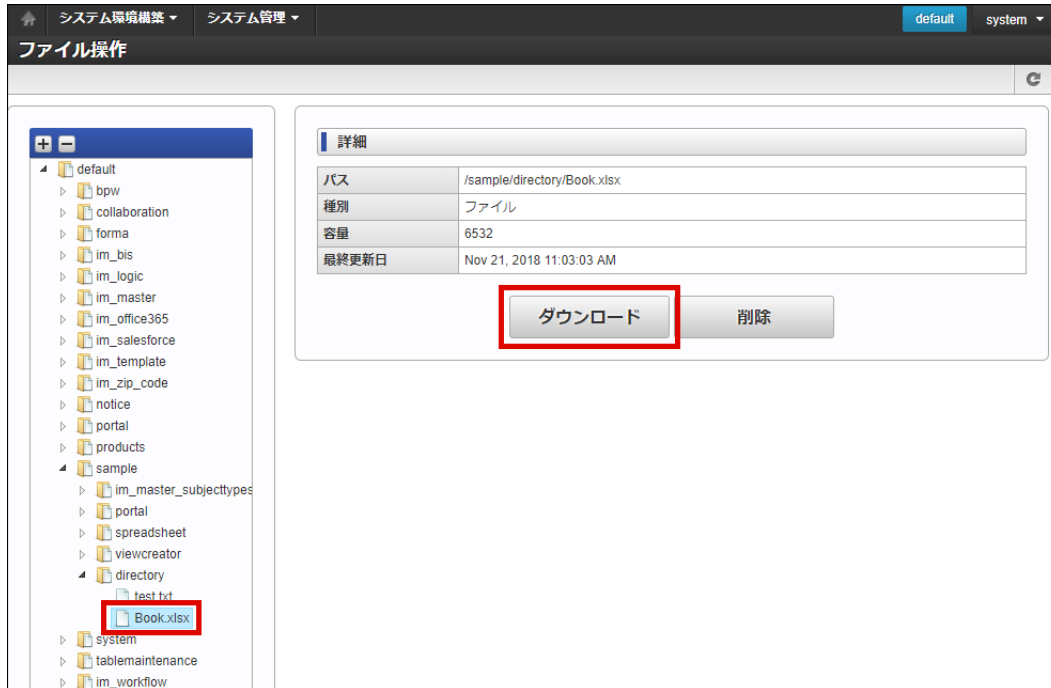 システム環境構築 システム管理 default system
ファイル操作
default
bpw
collaboration
forma
im_bis
im_logic
im_master
im_office365
im_salesforce
im_template
im_zip_code
notice
portal
products
sample
im_master_subjecttypes
portal
spreadsheet
viewcreator
directory
test.txt
Book.xlsx
system
tablemaintenance
im_workflow
詳細
パス /sample/directory/Book.xlsx
種別 ファイル
容量 6532
最終更新日 Nov 21, 2018 11:03:03 AM
ダウンロード 削除